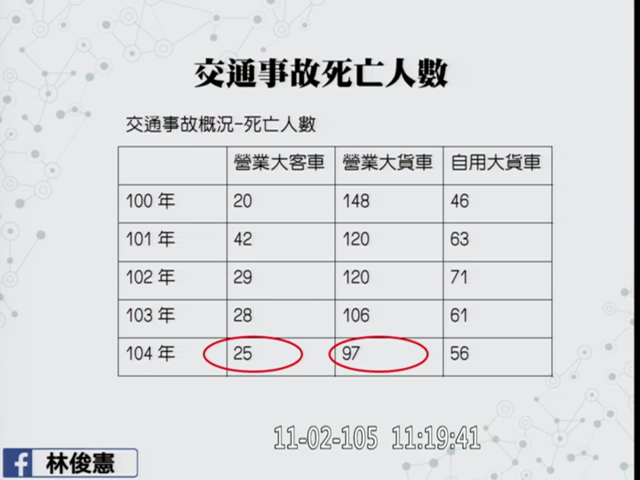 交通事故死亡人數
交通事故概況-死亡人數
營業大客車 營業大貨車 自用大貨車
100 年 20 148 46
101 年 42 120 63
102 年 29 120 71
103 年 28 106 61
104 年 25 97 56
11-02-105 11:19:41
f 林俊憲